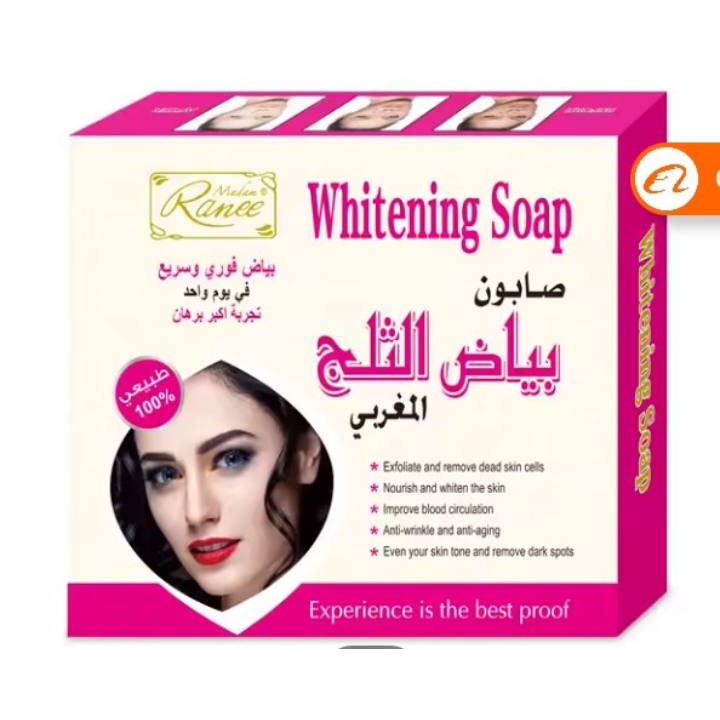 Madam Ranee®
Whitening Soap
بياض فوري وسريع
في يوم واحد
تجربة اكبر برهان
صابون
بياض الثلج
المغربي
طبيعي
100%
* Exfoliate and remove dead skin cells
* Nourish and whiten the skin
* Improve blood circulation
* Anti-wrinkle and anti-aging
* Even your skin tone and remove dark spots
Experience is the best proof
Whitening Soap